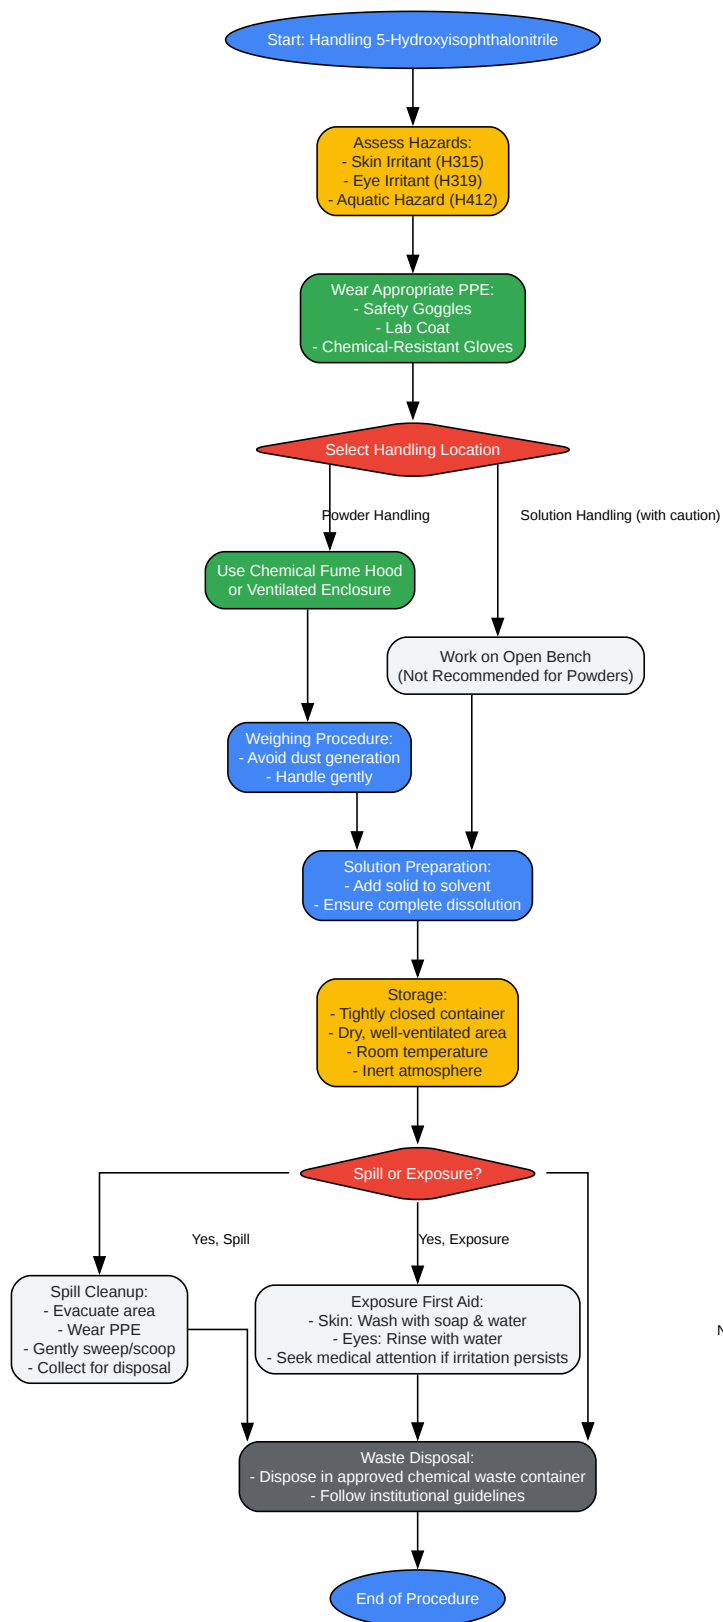 Start: Handling 5-Hydroxyisophthalonitrile
Assess Hazards:
- Skin Irritant (H315)
- Eye Irritant (H319)
- Aquatic Hazard (H412)
Wear Appropriate PPE:
- Safety Goggles
- Lab Coat
- Chemical-Resistant Gloves
Select Handling Location
Powder Handling
Solution Handling (with caution)
Use Chemical Fume Hood
or Ventilated Enclosure
Work on Open Bench
(Not Recommended for Powders)
Weighing Procedure:
- Avoid dust generation
- Handle gently
Solution Preparation:
- Add solid to solvent
- Ensure complete dissolution
Storage:
- Tightly closed container
- Dry, well-ventilated area
- Room temperature
- Inert atmosphere
Spill or Exposure?
Yes, Spill
Yes, Exposure
Spill Cleanup:
- Evacuate area
- Wear PPE
- Gently sweep/scoop
- Collect for disposal
Exposure First Aid:
- Skin: Wash with soap & water
- Eyes: Rinse with water
- Seek medical attention if irritation persists
Waste Disposal:
- Dispose in approved chemical waste container
- Follow institutional guidelines
End of Procedure